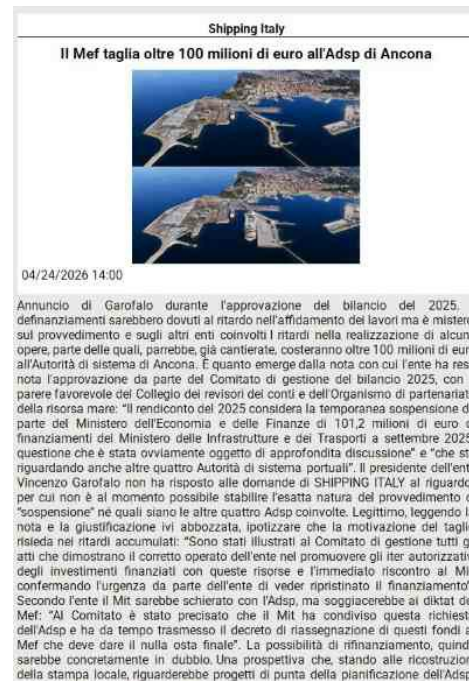 Shipping Italy
Il Mef taglia oltre 100 milioni di euro all'Adsp di Ancona
04/24/2026 14:00
Annuncio di Garofalo durante l'approvazione del bilancio del 2025.
definanziamenti sarebbero dovuti al ritardo nell'affidamento dei lavori ma è mistero
sul provvedimento e sugli altri enti coinvolti I ritardi nella realizzazione di alcun
opere, parte delle quali, parrebbe, già cantierate, costeranno oltre 100 milioni di eur
all'Autorità di sistema di Ancona. È quanto emerge dalla nota con cui l'ente ha res
nota l'approvazione da parte del Comitato di gestione del bilancio 2025, con
parere favorevole del Collegio dei revisori dei conti e dell'Organismo di partenariat
della risorsa mare: "Il rendiconto del 2025 considera la temporanea sospensione d
parte del Ministero dell'Economia e delle Finanze di 101,2 milioni di euro d
finanziamenti del Ministero delle Infrastrutture e dei Trasporti a settembre 2025
questione che è stata ovviamente oggetto di approfondita discussione" e "che st
riguardando anche altre quattro Autorità di sistema portuali". Il presidente dell'ent
Vincenzo Garofalo non ha risposto alle domande di SHIPPING ITALY al riguardo
per cui non è al momento possibile stabilire l'esatta natura del provvedimento d
"sospensione" né quali siano le altre quattro Adsp coinvolte. Legittimo, leggendo l
nota e la giustificazione ivi abbozzata, ipotizzare che la motivazione del tagli
risieda nei ritardi accumulati: "Sono stati illustrati al Comitato di gestione tutti g
atti che dimostrano il corretto operato dell'ente nel promuovere gli iter autorizzativ
degli investimenti finanziati con queste risorse e l'immediato riscontro al Mi
confermando l'urgenza da parte dell'ente di veder ripristinato il finanziamento"
Secondo l'ente il Mit sarebbe schierato con l'Adsp, ma soggiacerebbe ai diktat de
Mef: "Al Comitato è stato precisato che il Mit ha condiviso questa richiest
dell'Adsp e ha da tempo trasmesso il decreto di riassegnazione di questi fondi a
Mef che deve dare il nulla osta finale". La possibilità di rifinanziamento, quind
sarebbe concretamente in dubbio. Una prospettiva che, stando alle ricostruzion
della stampa locale, riguarderebbe progetti di punta della pianificazione dell'Adsp